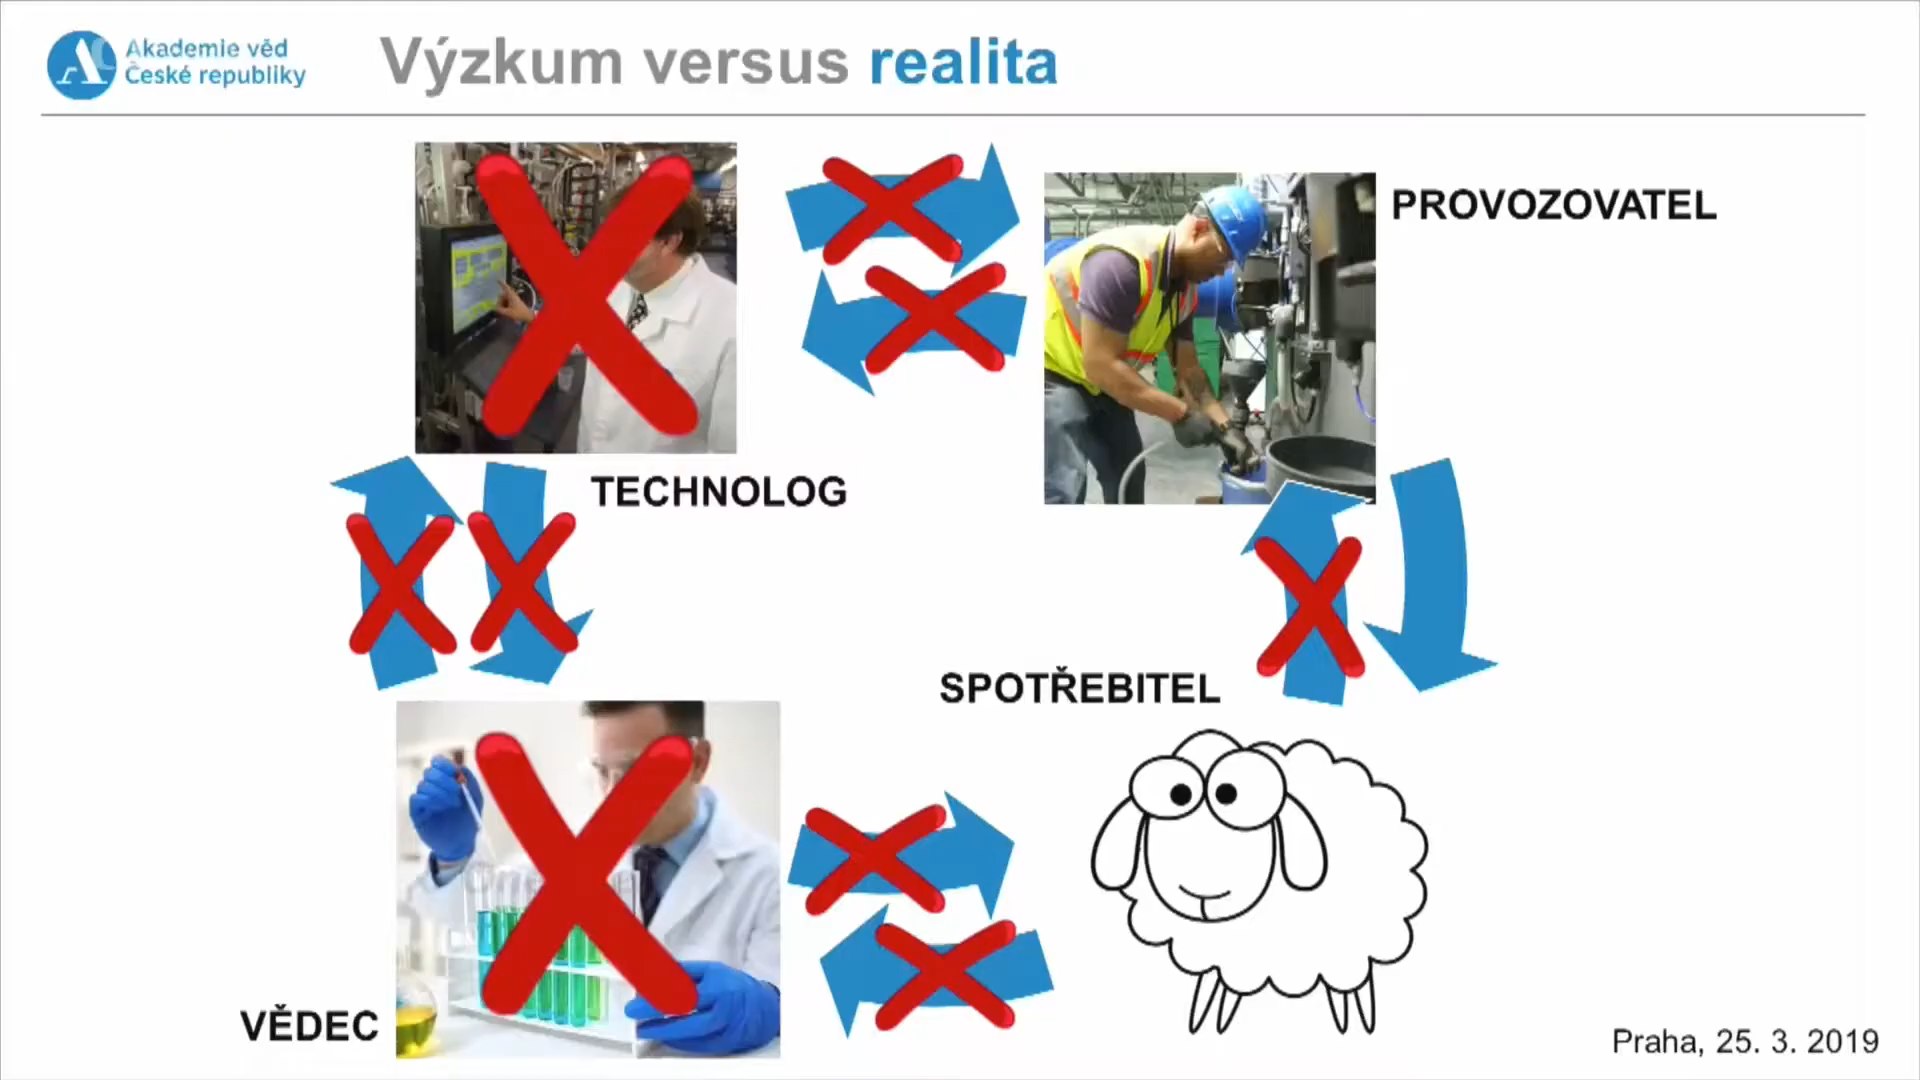 Akademie věd
České republiky
Výzkum versus realita
PROVOZOVATEL
TECHNOLOG
SPOTŘEBITEL
VĚDEC
Praha, 25. 3. 2019